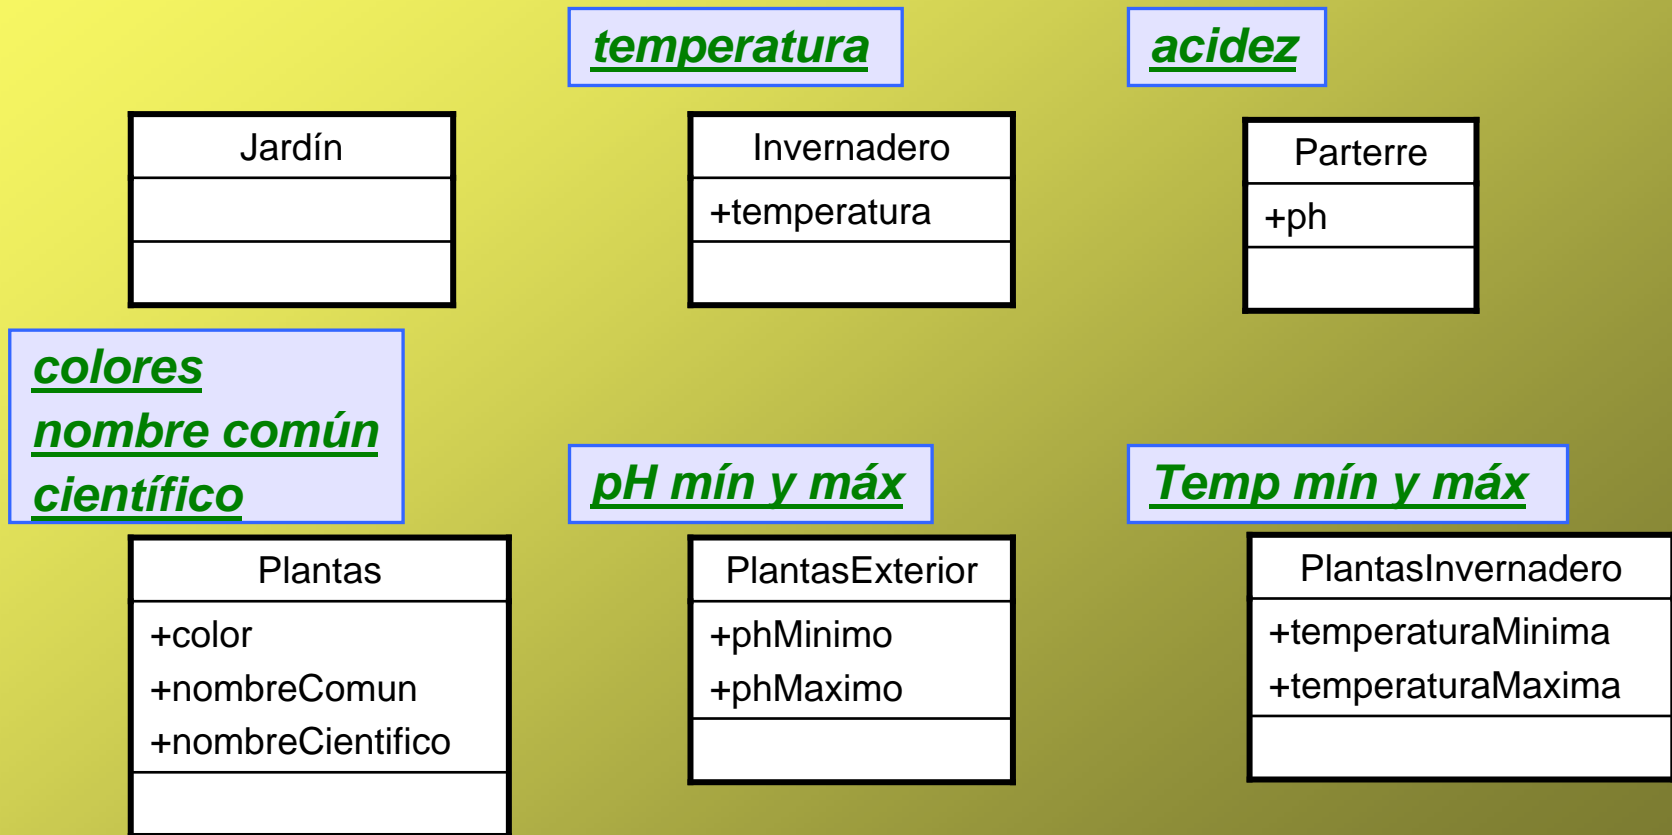 temperatura
acidez
Jardín
Invernadero
+temperatura
Parterre
+ph
colores
nombre común
científico
pH mín y máx
Temp mín y máx
Plantas
+color
+nombreComun
+nombreCientifico
PlantasExterior
+phMinimo
+phMaximo
PlantasInvernadero
+temperaturaMinima
+temperaturaMaxima